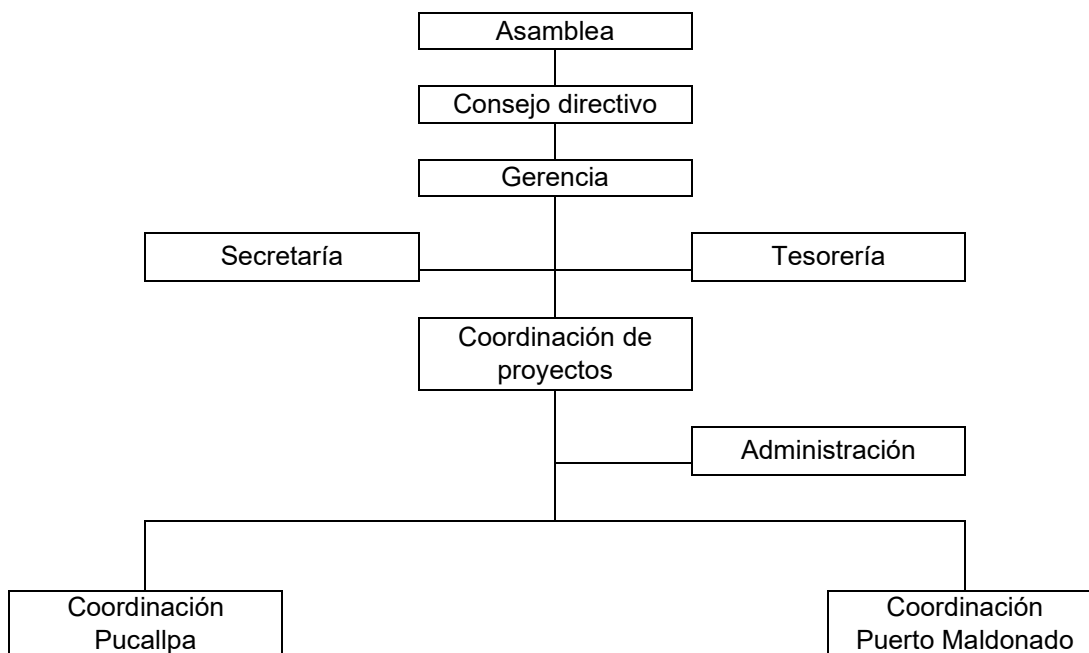 Asamblea
Consejo directivo
Gerencia
Secretaría
Tesorería
Coordinación de
proyectos
Administración
Coordinación
Pucallpa
Coordinación
Puerto Maldonado